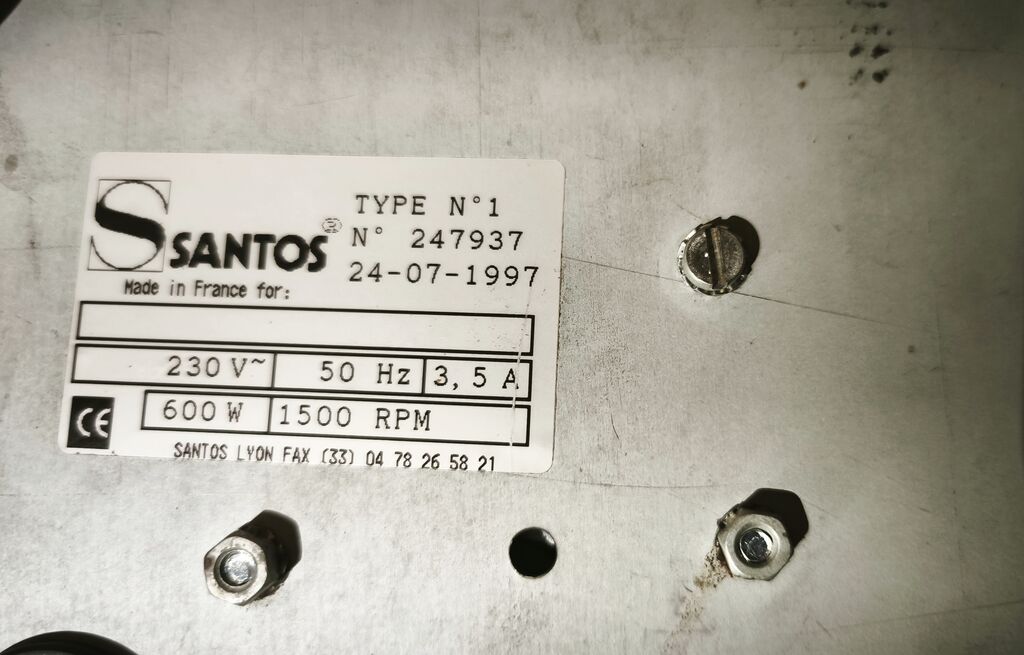 S SANTOS ®
TYPE N°1
N° 247937
24-07-1997
Made in France for:
230 V~ 50 Hz 3,5 A
600 W 1500 RPM
CE
SANTOS LYON FAX (33) 04 78 26 58 21